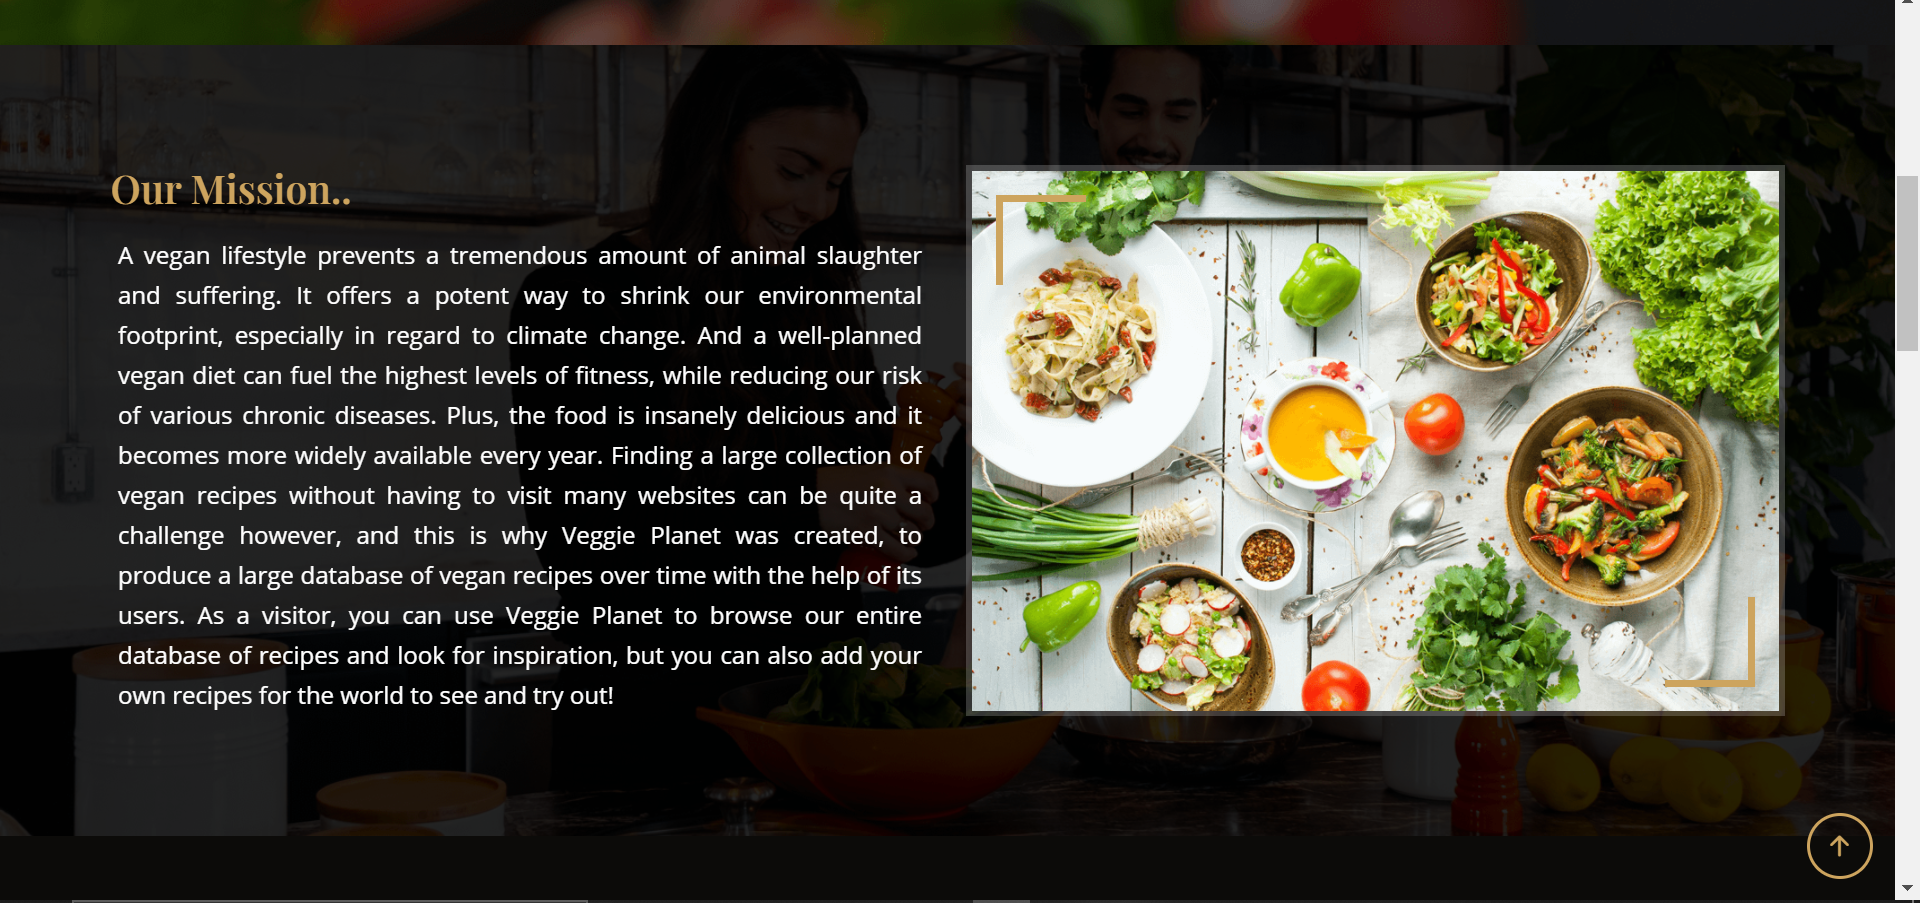 Our Mission..
A vegan lifestyle prevents a tremendous amount of animal slaughter
and suffering. It offers a potent way to shrink our environmental
footprint, especially in regard to climate change. And a well-planned
vegan diet can fuel the highest levels of fitness, while reducing our risk
of various chronic diseases. Plus, the food is insanely delicious and it
becomes more widely available every year. Finding a large collection of
vegan recipes without having to visit many websites can be quite a
challenge however, and this is why Veggie Planet was created, to
produce a large database of vegan recipes over time with the help of its
users. As a visitor, you can use Veggie Planet to browse our entire
database of recipes and look for inspiration, but you can also add your
own recipes for the world to see and try out!